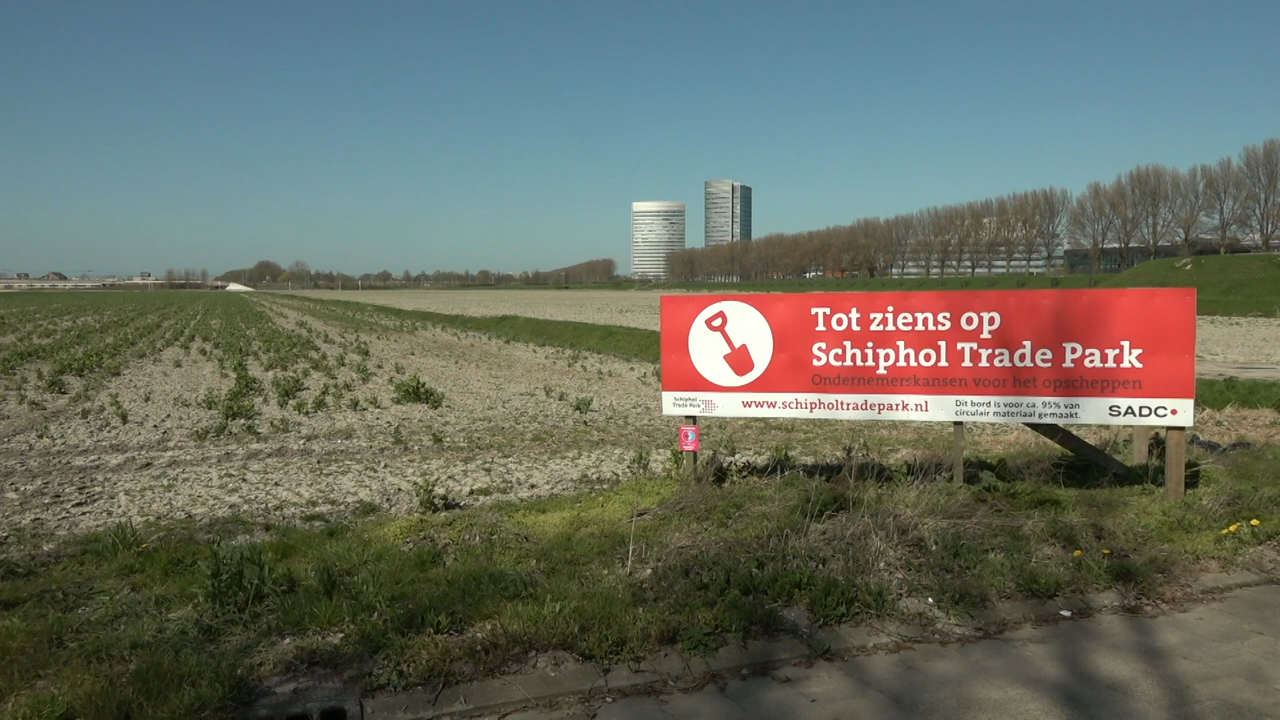 Tot ziens op
Schiphol Trade Park
Ondernemerskansen voor het opscheppen
Schiphol
Trade Park
www.schipholtradepark.nl
Dit bord is voor ca. 95% van
circulair materiaal gemaakt.
SADC